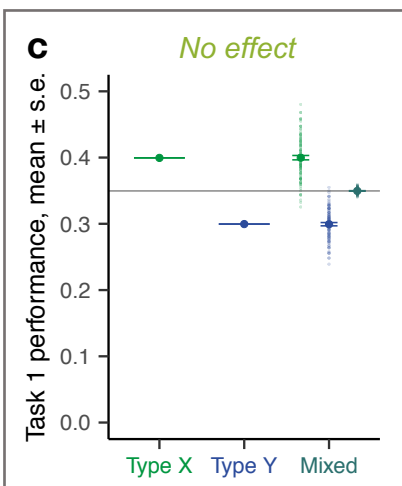 c
No effect
Task 1 performance, mean ± s.e.
0.5
0.4
0.3
0.2
0.1
0.0
Type X
Type Y
Mixed